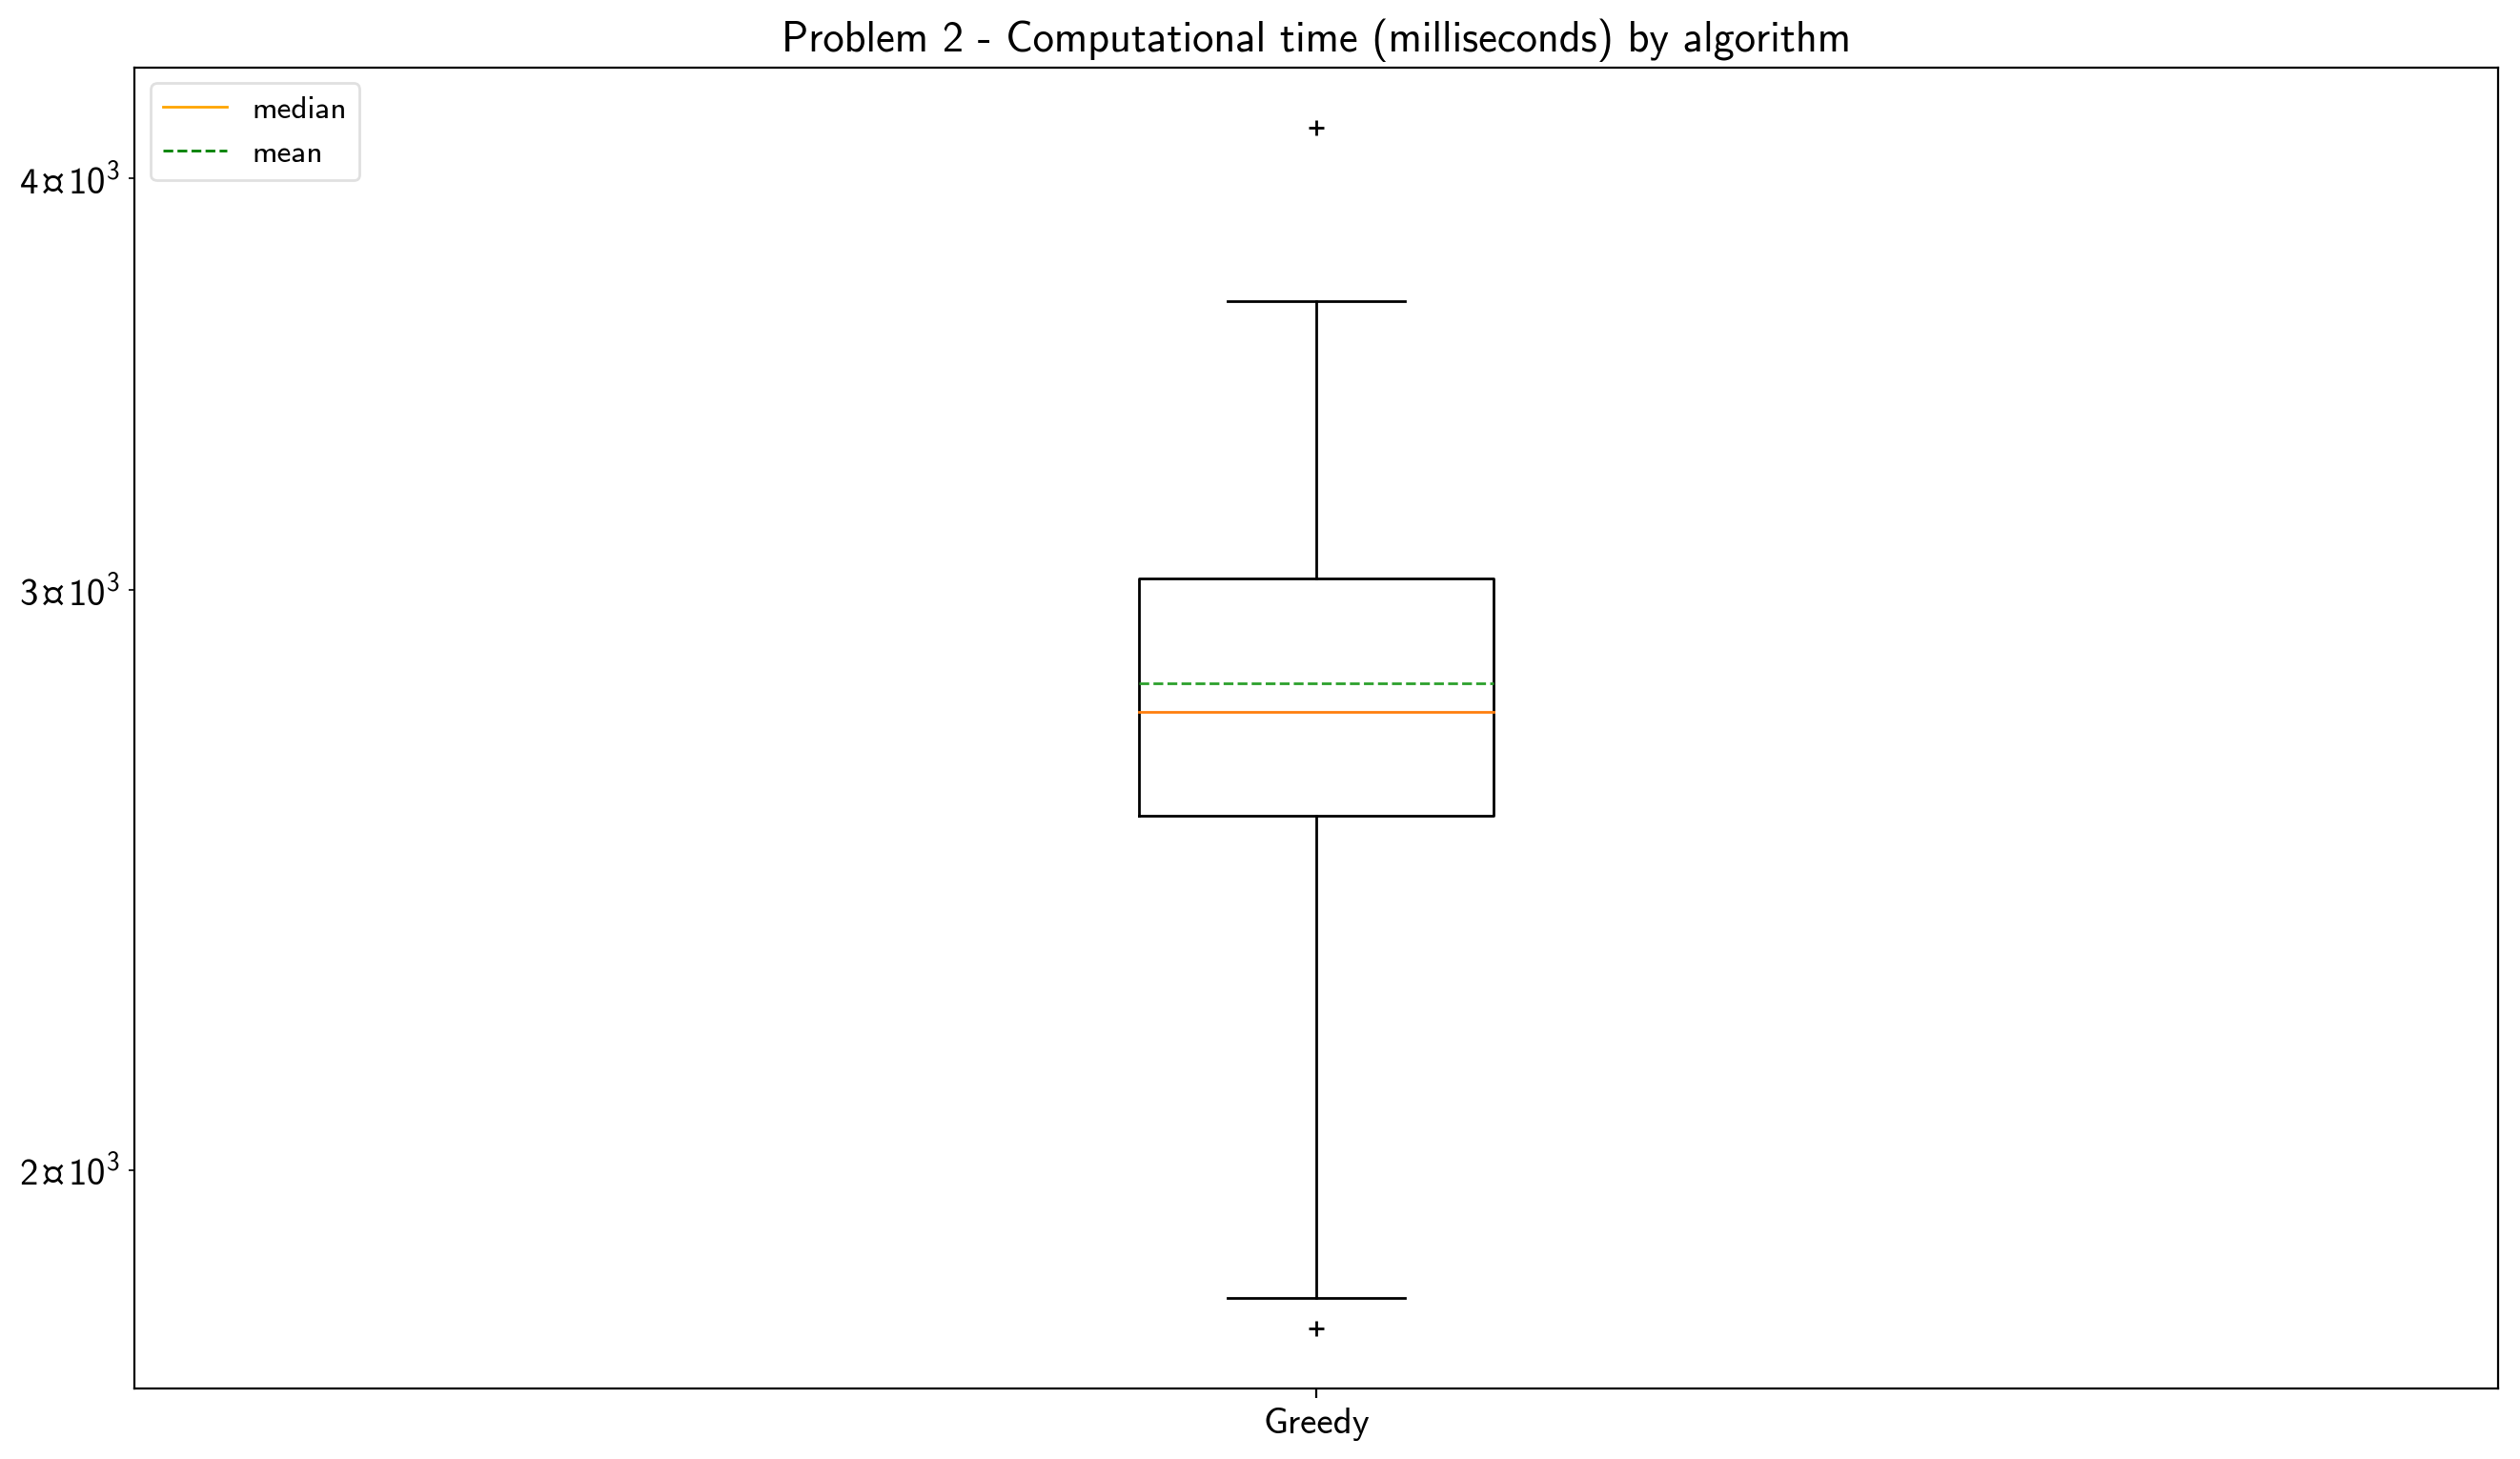 Problem 2 - Computational time (milliseconds) by algorithm
median
mean
4¤10³
3¤10³
2¤10³
Greedy